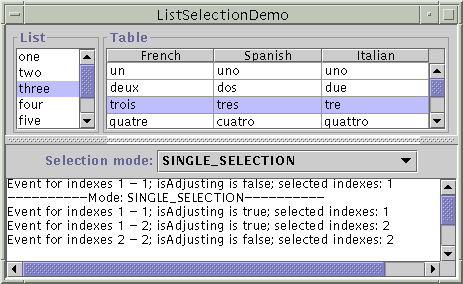 ListSelectionDemo
List
one
two
three
four
five
Table
French Spanish Italian
un uno uno
deux dos due
trois tres tre
quatre cuatro quattro
Selection mode: SINGLE_SELECTION
Event for indexes 1 - 1; isAdjusting is false; selected indexes: 1
----------Mode: SINGLE_SELECTION----------
Event for indexes 1 - 1; isAdjusting is true; selected indexes: 1
Event for indexes 1 - 2; isAdjusting is true; selected indexes: 2
Event for indexes 2 - 2; isAdjusting is false; selected indexes: 2